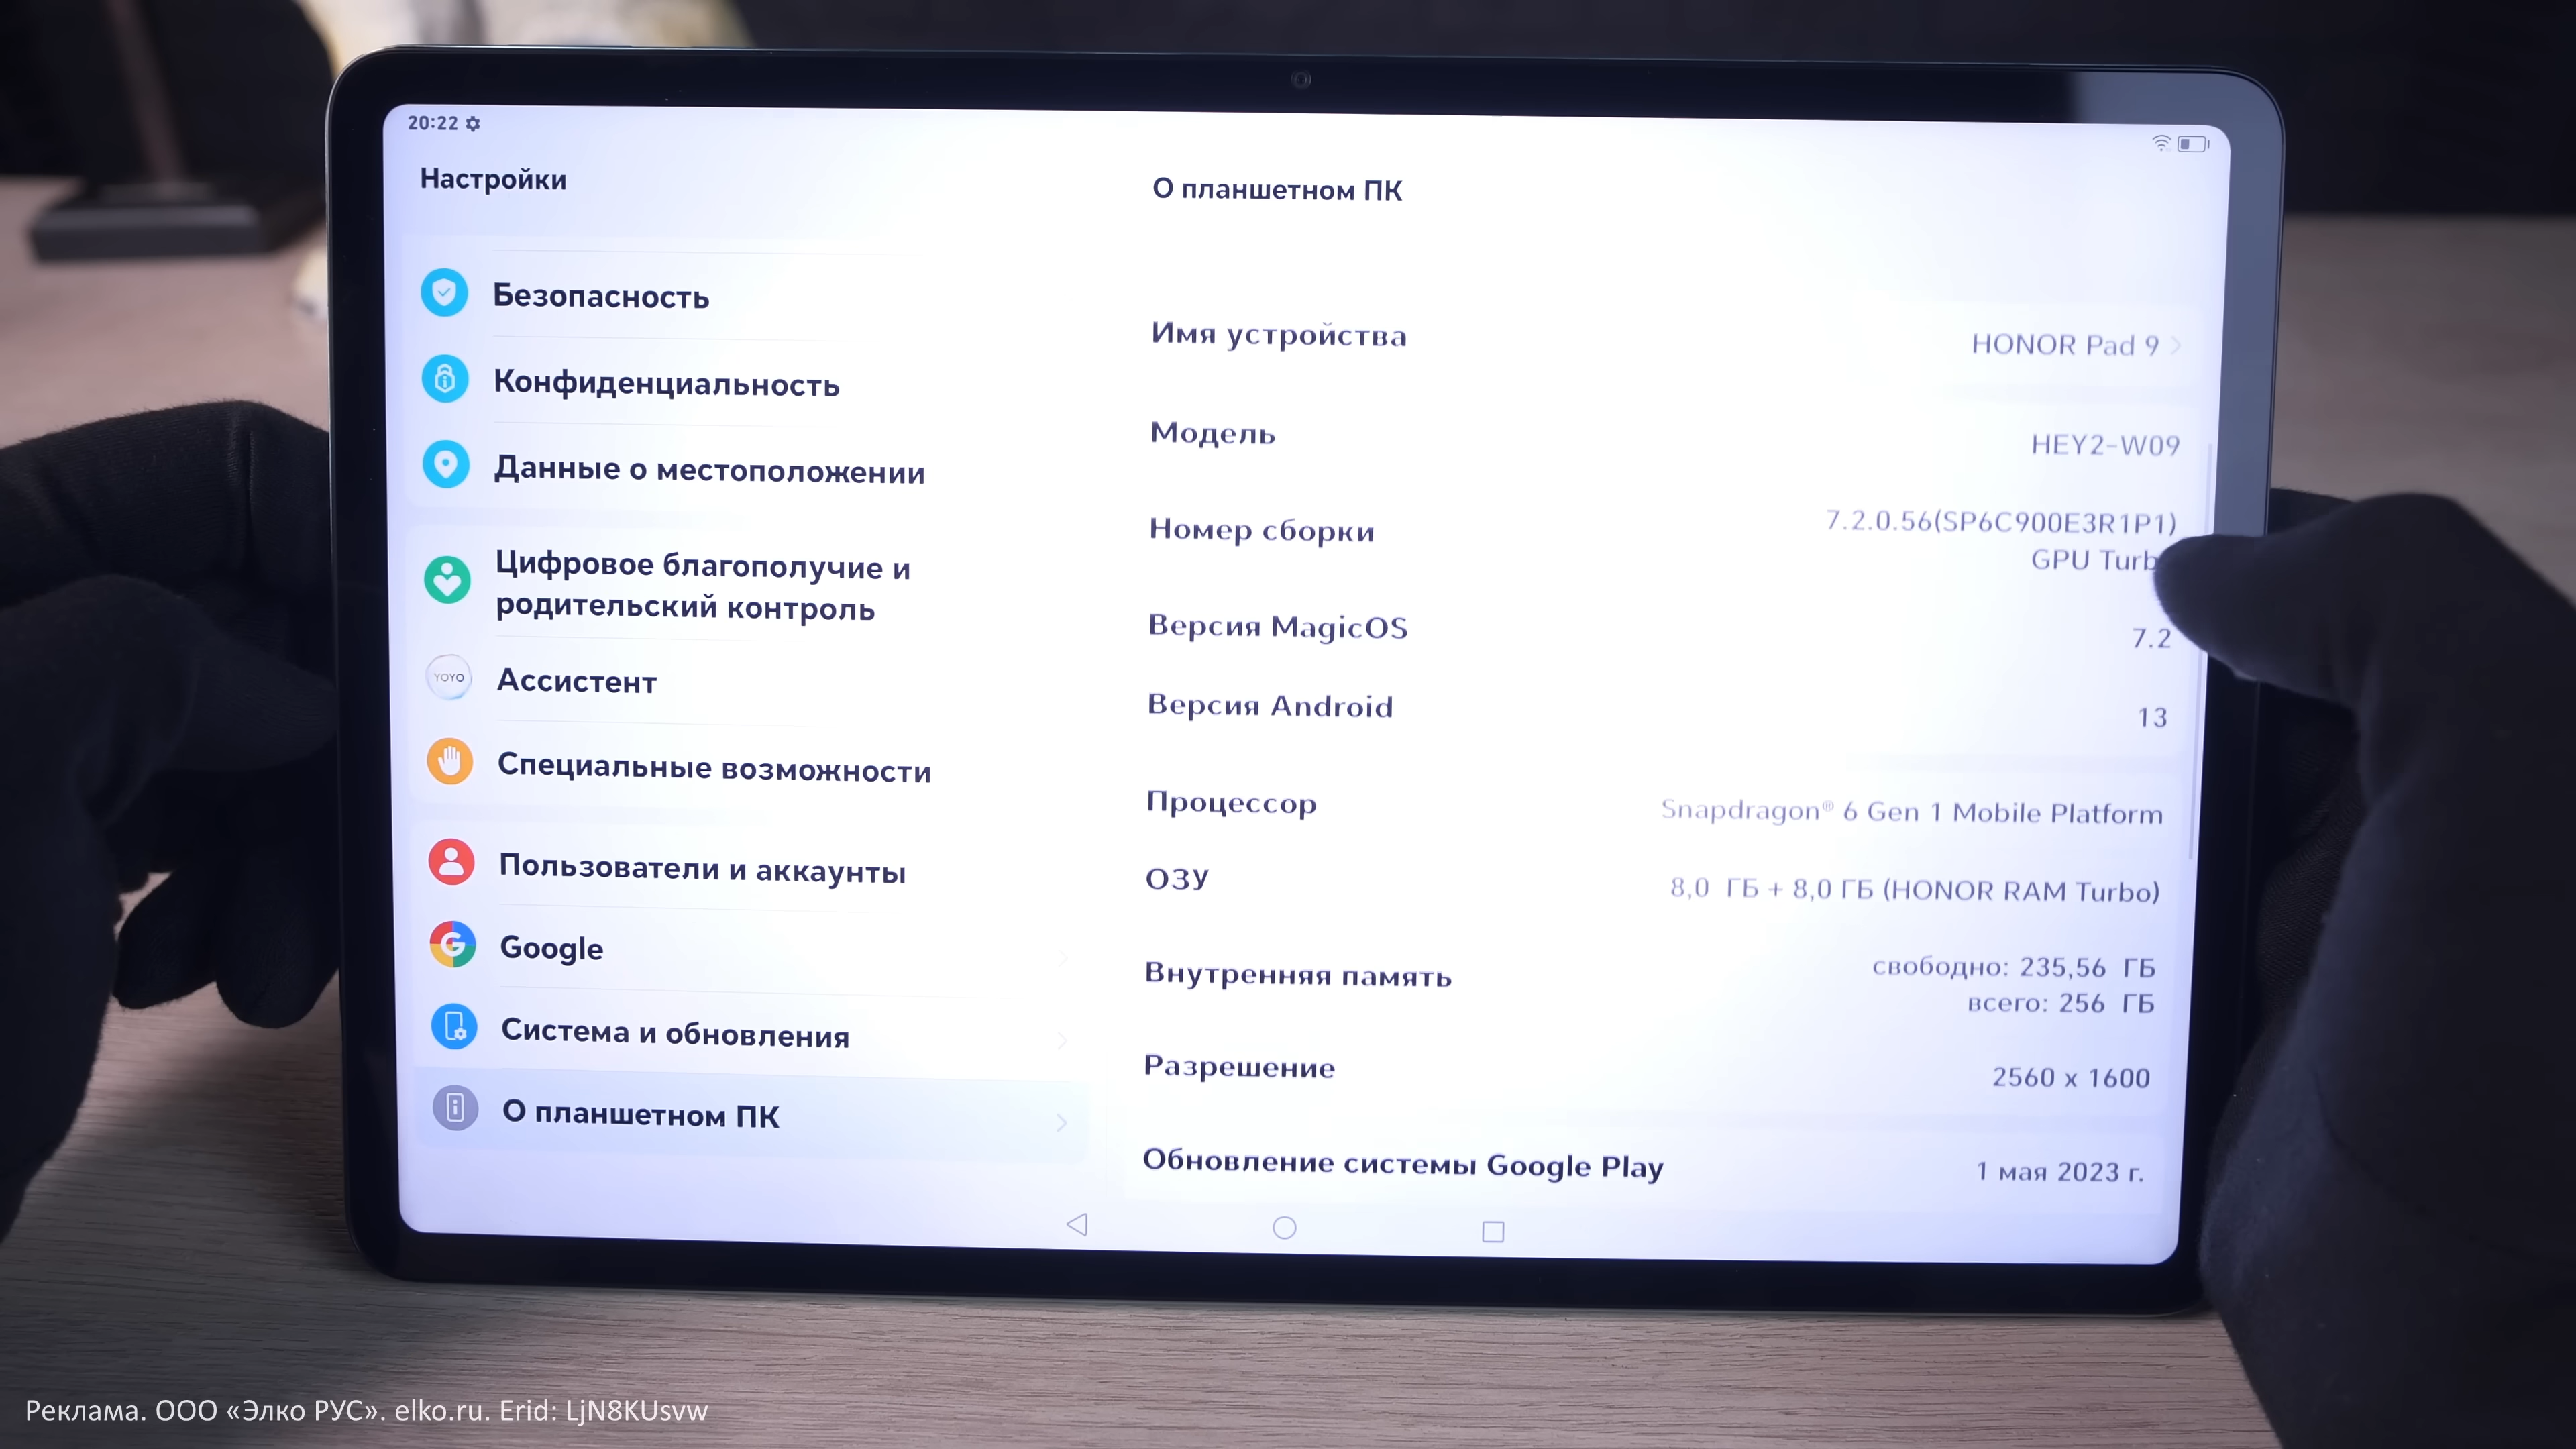 20:22
Настройки
Безопасность
Конфиденциальность
Данные о местоположении
Цифровое благополучие и
родительский контроль
YOYO
Ассистент
Специальные возможности
Пользователи и аккаунты
Google
Система и обновления
О планшетном ПК
О планшетном ПК
Имя устройства HONOR Pad 9
Модель HEY2-W09
Номер сборки 7.2.0.56(SP6C900E3R1P1)
GPU Turb
Версия MagicOS 7.2
Версия Android 13
Процессор Snapdragon® 6 Gen 1 Mobile Platform
ОЗУ 8,0 ГБ + 8,0 ГБ (HONOR RAM Turbo)
Внутренняя память свободно: 235,56 ГБ
всего: 256 ГБ
Разрешение 2560 x 1600
Обновление системы Google Play 1 мая 2023 г.
Реклама. ООО «Элко РУС». elko.ru. Erid: LjN8KUsvw